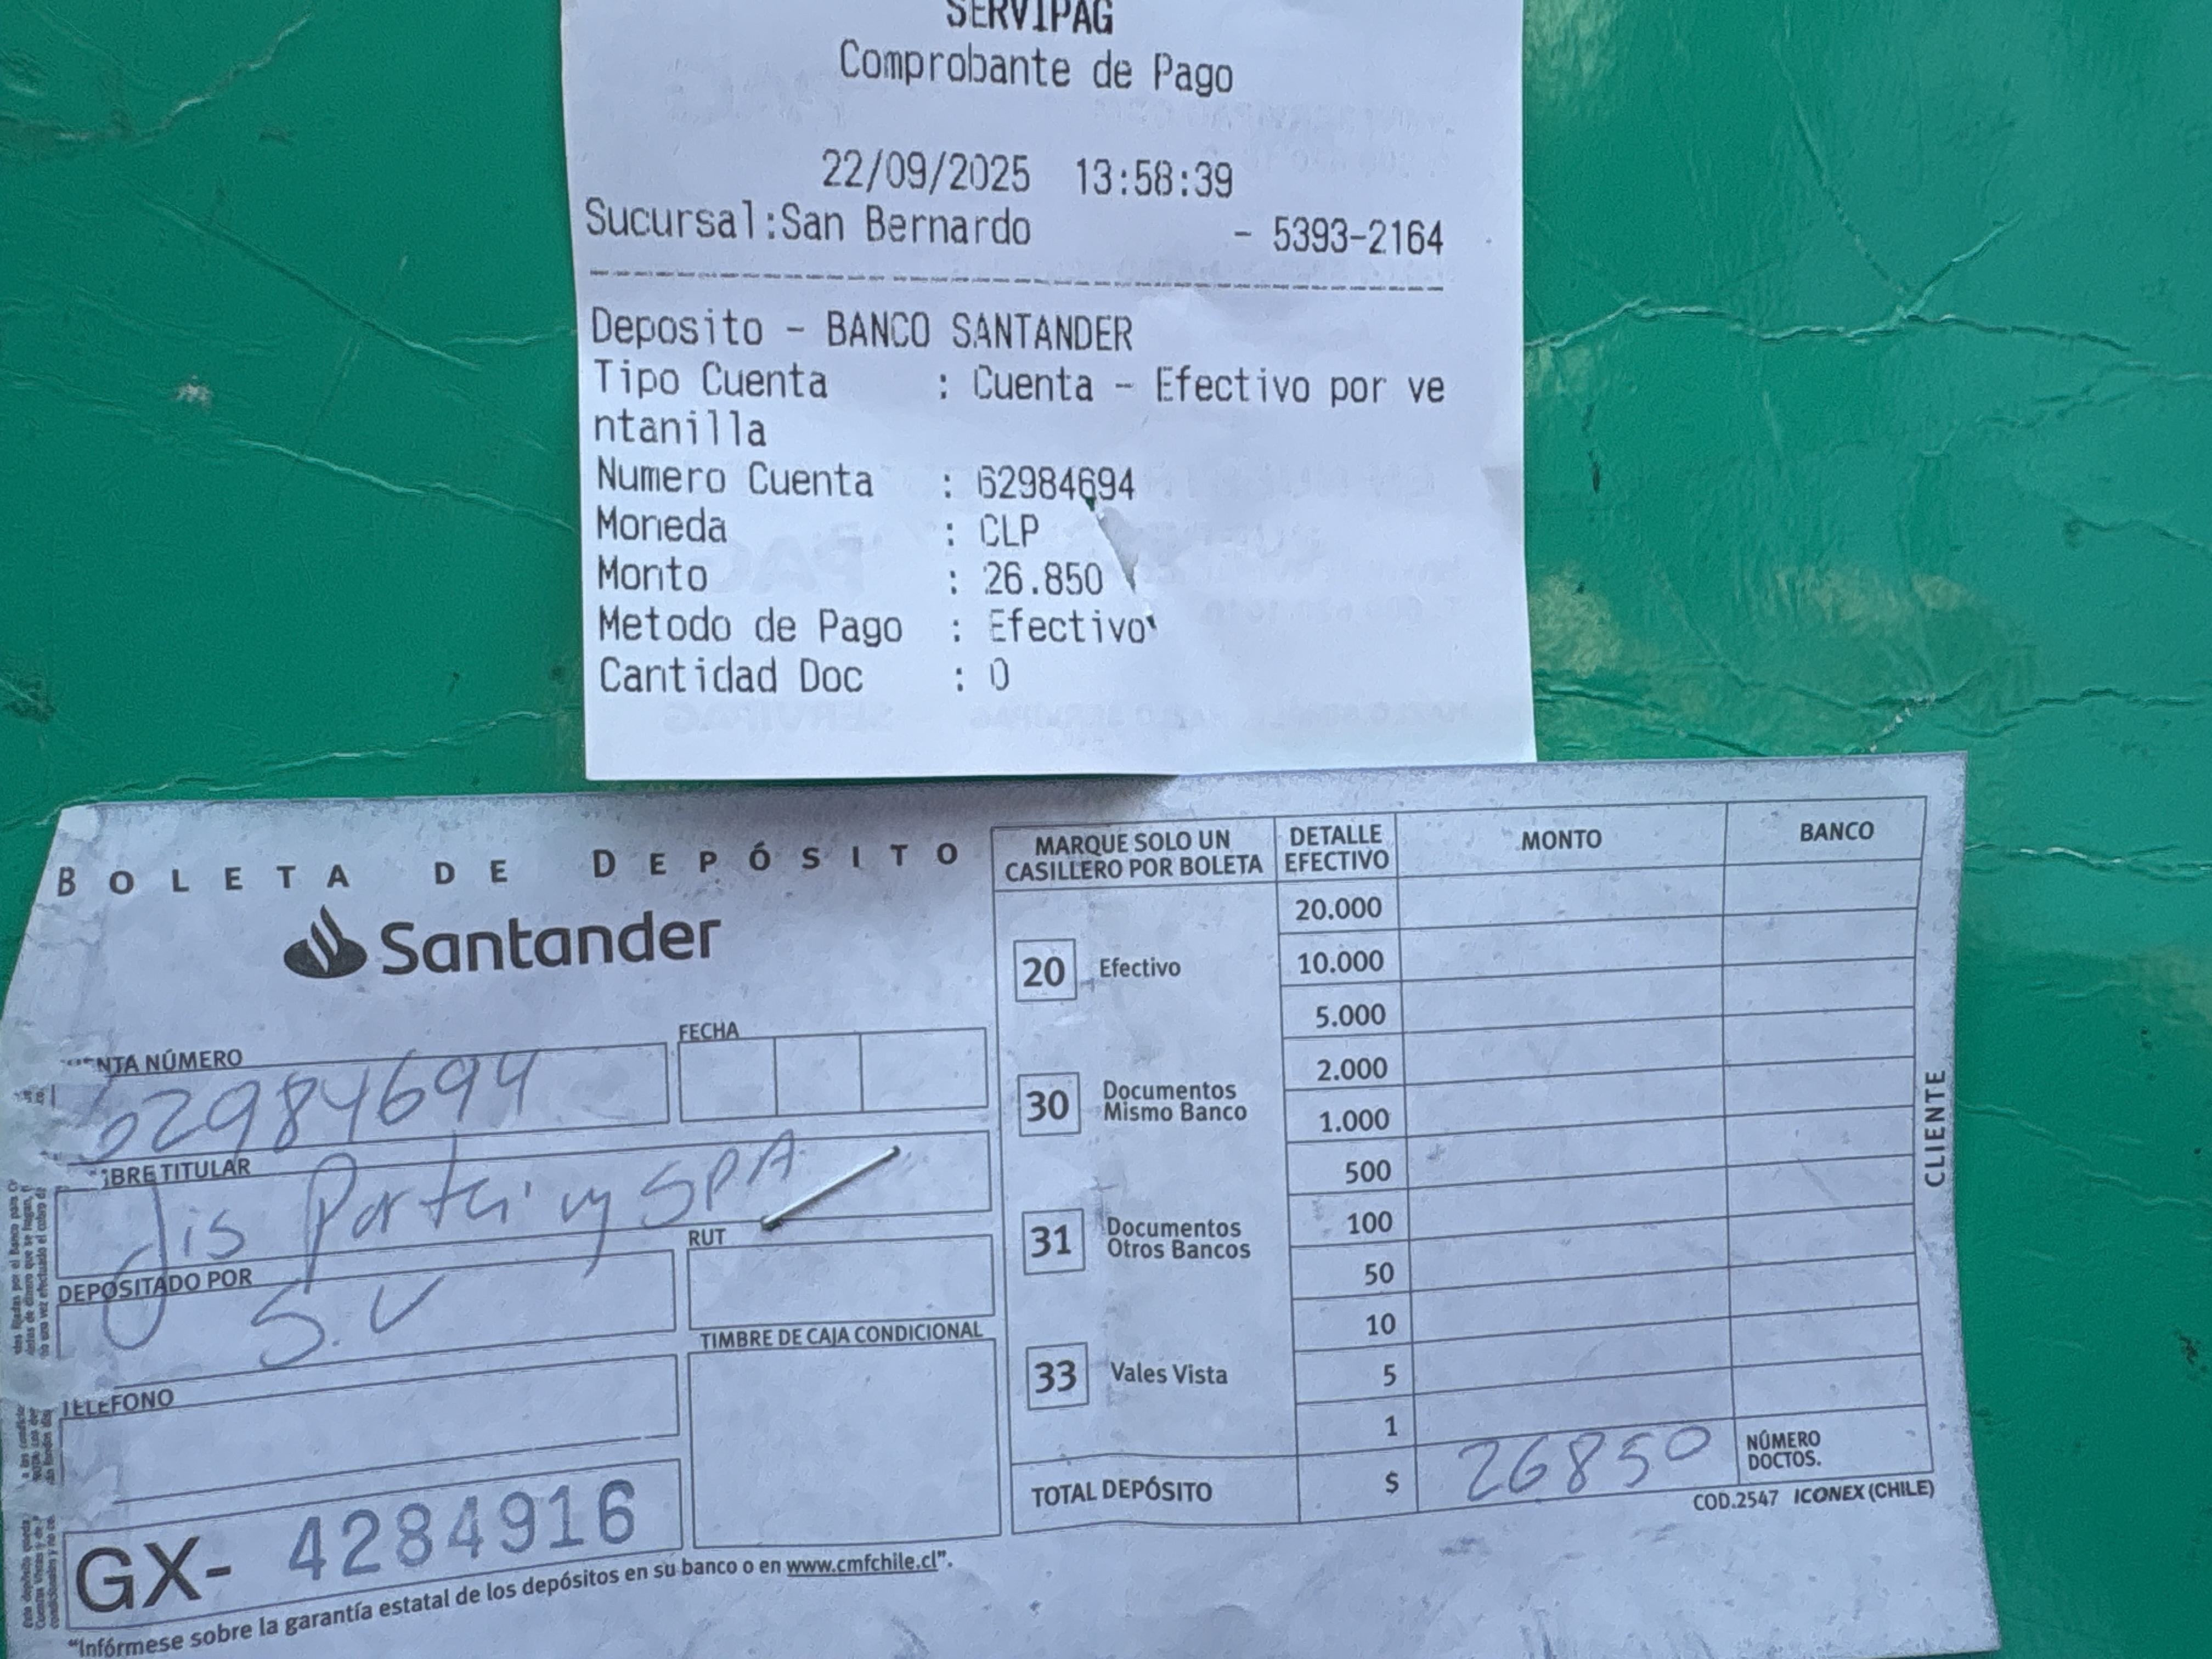 SERVIPAG
Comprobante de Pago
22/09/2025 13:58:39
Sucursal:San Bernardo - 5393-2164
Deposito - BANCO SANTANDER
Tipo Cuenta : Cuenta - Efectivo por ve
ntanilla
Numero Cuenta : 62984694
Moneda : CLP
Monto : 26.850
Metodo de Pago : Efectivo
Cantidad Doc : 0
BOLETA DE DEPÓSITO
Santander
NTA NÚMERO
62984694
FECHA
BRE TITULAR
Jis Partei SPA
DEPOSITADO POR
S.V
RUT
TELÉFONO
TIMBRE DE CAJA CONDICIONAL
GX- 4284916
"Infórmese sobre la garantía estatal de los depósitos en su banco o en www.cmfchile.cl".
MARQUE SOLO UN
CASILLERO POR BOLETA
DETALLE
EFECTIVO
MONTO
BANCO
20 Efectivo
30 Documentos
Mismo Banco
31 Documentos
Otros Bancos
33 Vales Vista
20.000
10.000
5.000
2.000
1.000
500
100
50
10
5
1
TOTAL DEPÓSITO $ 26850
NÚMERO
DOCTOS.
CLIENTE
COD.2547 ICONEX (CHILE)